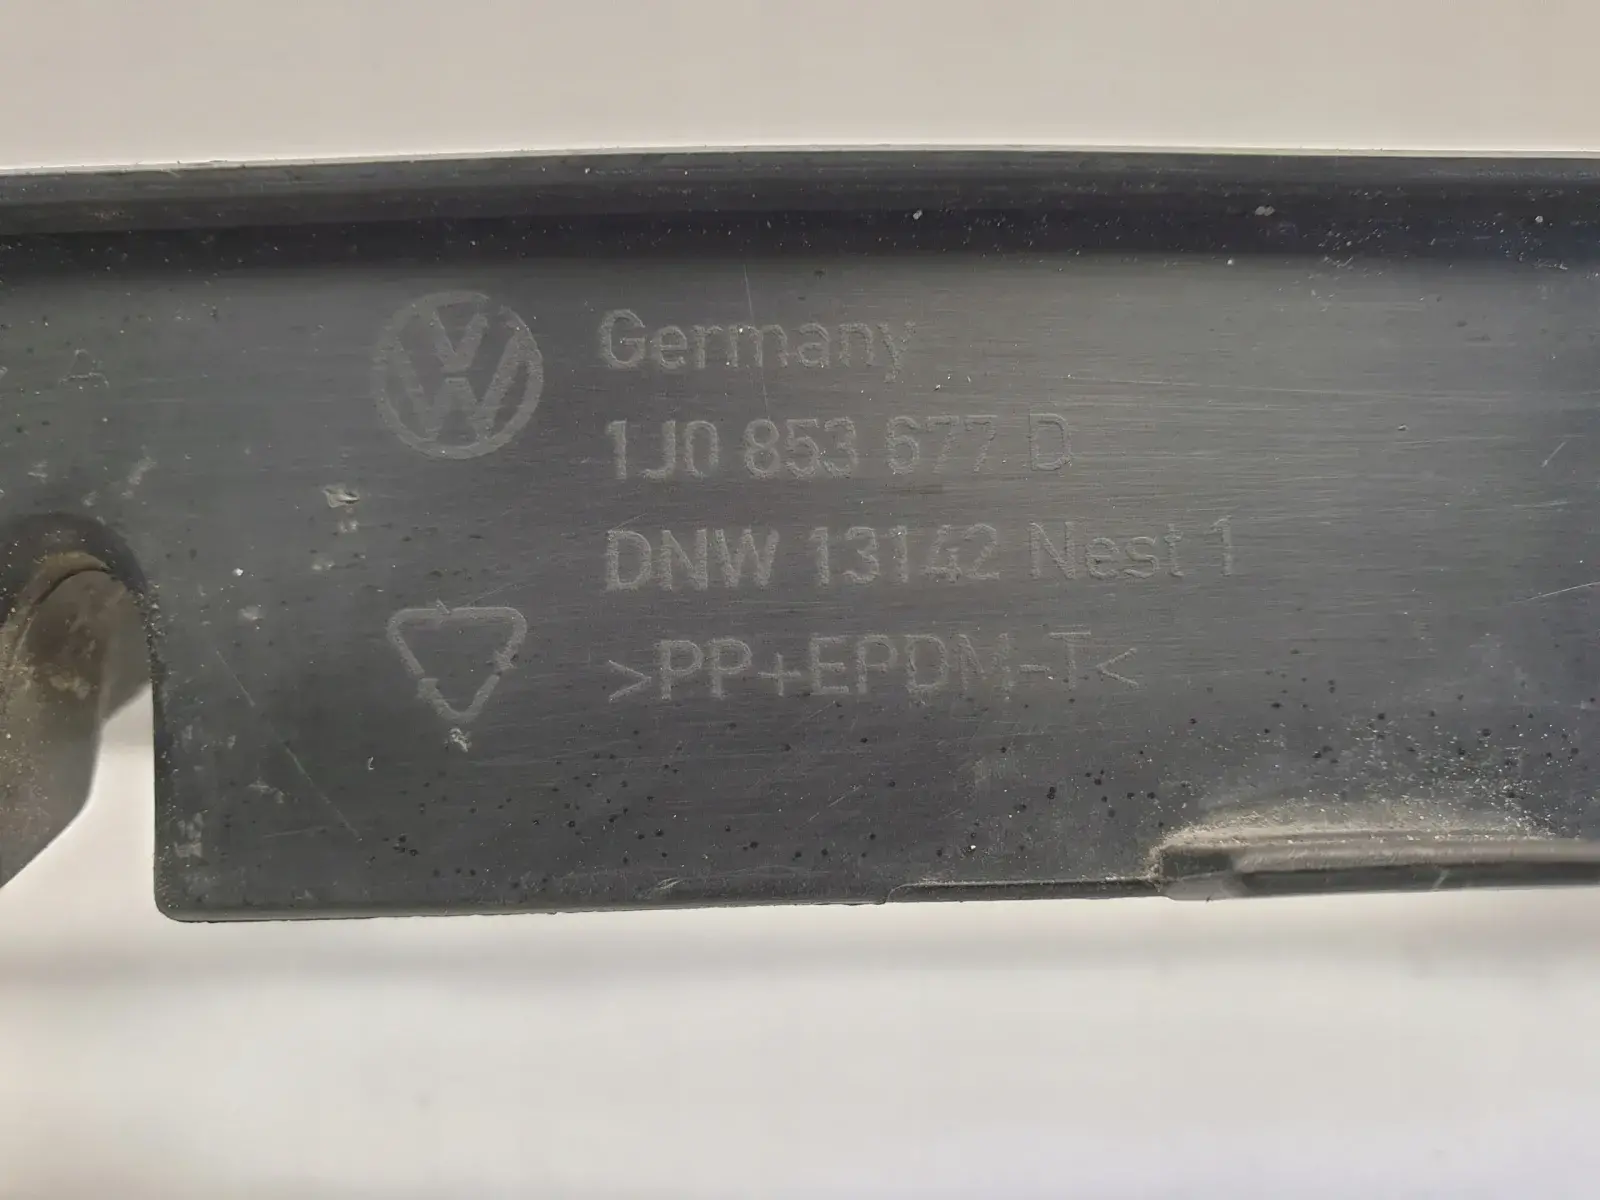 Germany
1J0 853 677 D
DNW 13142 Nest 1
>PP+EPDM-T<